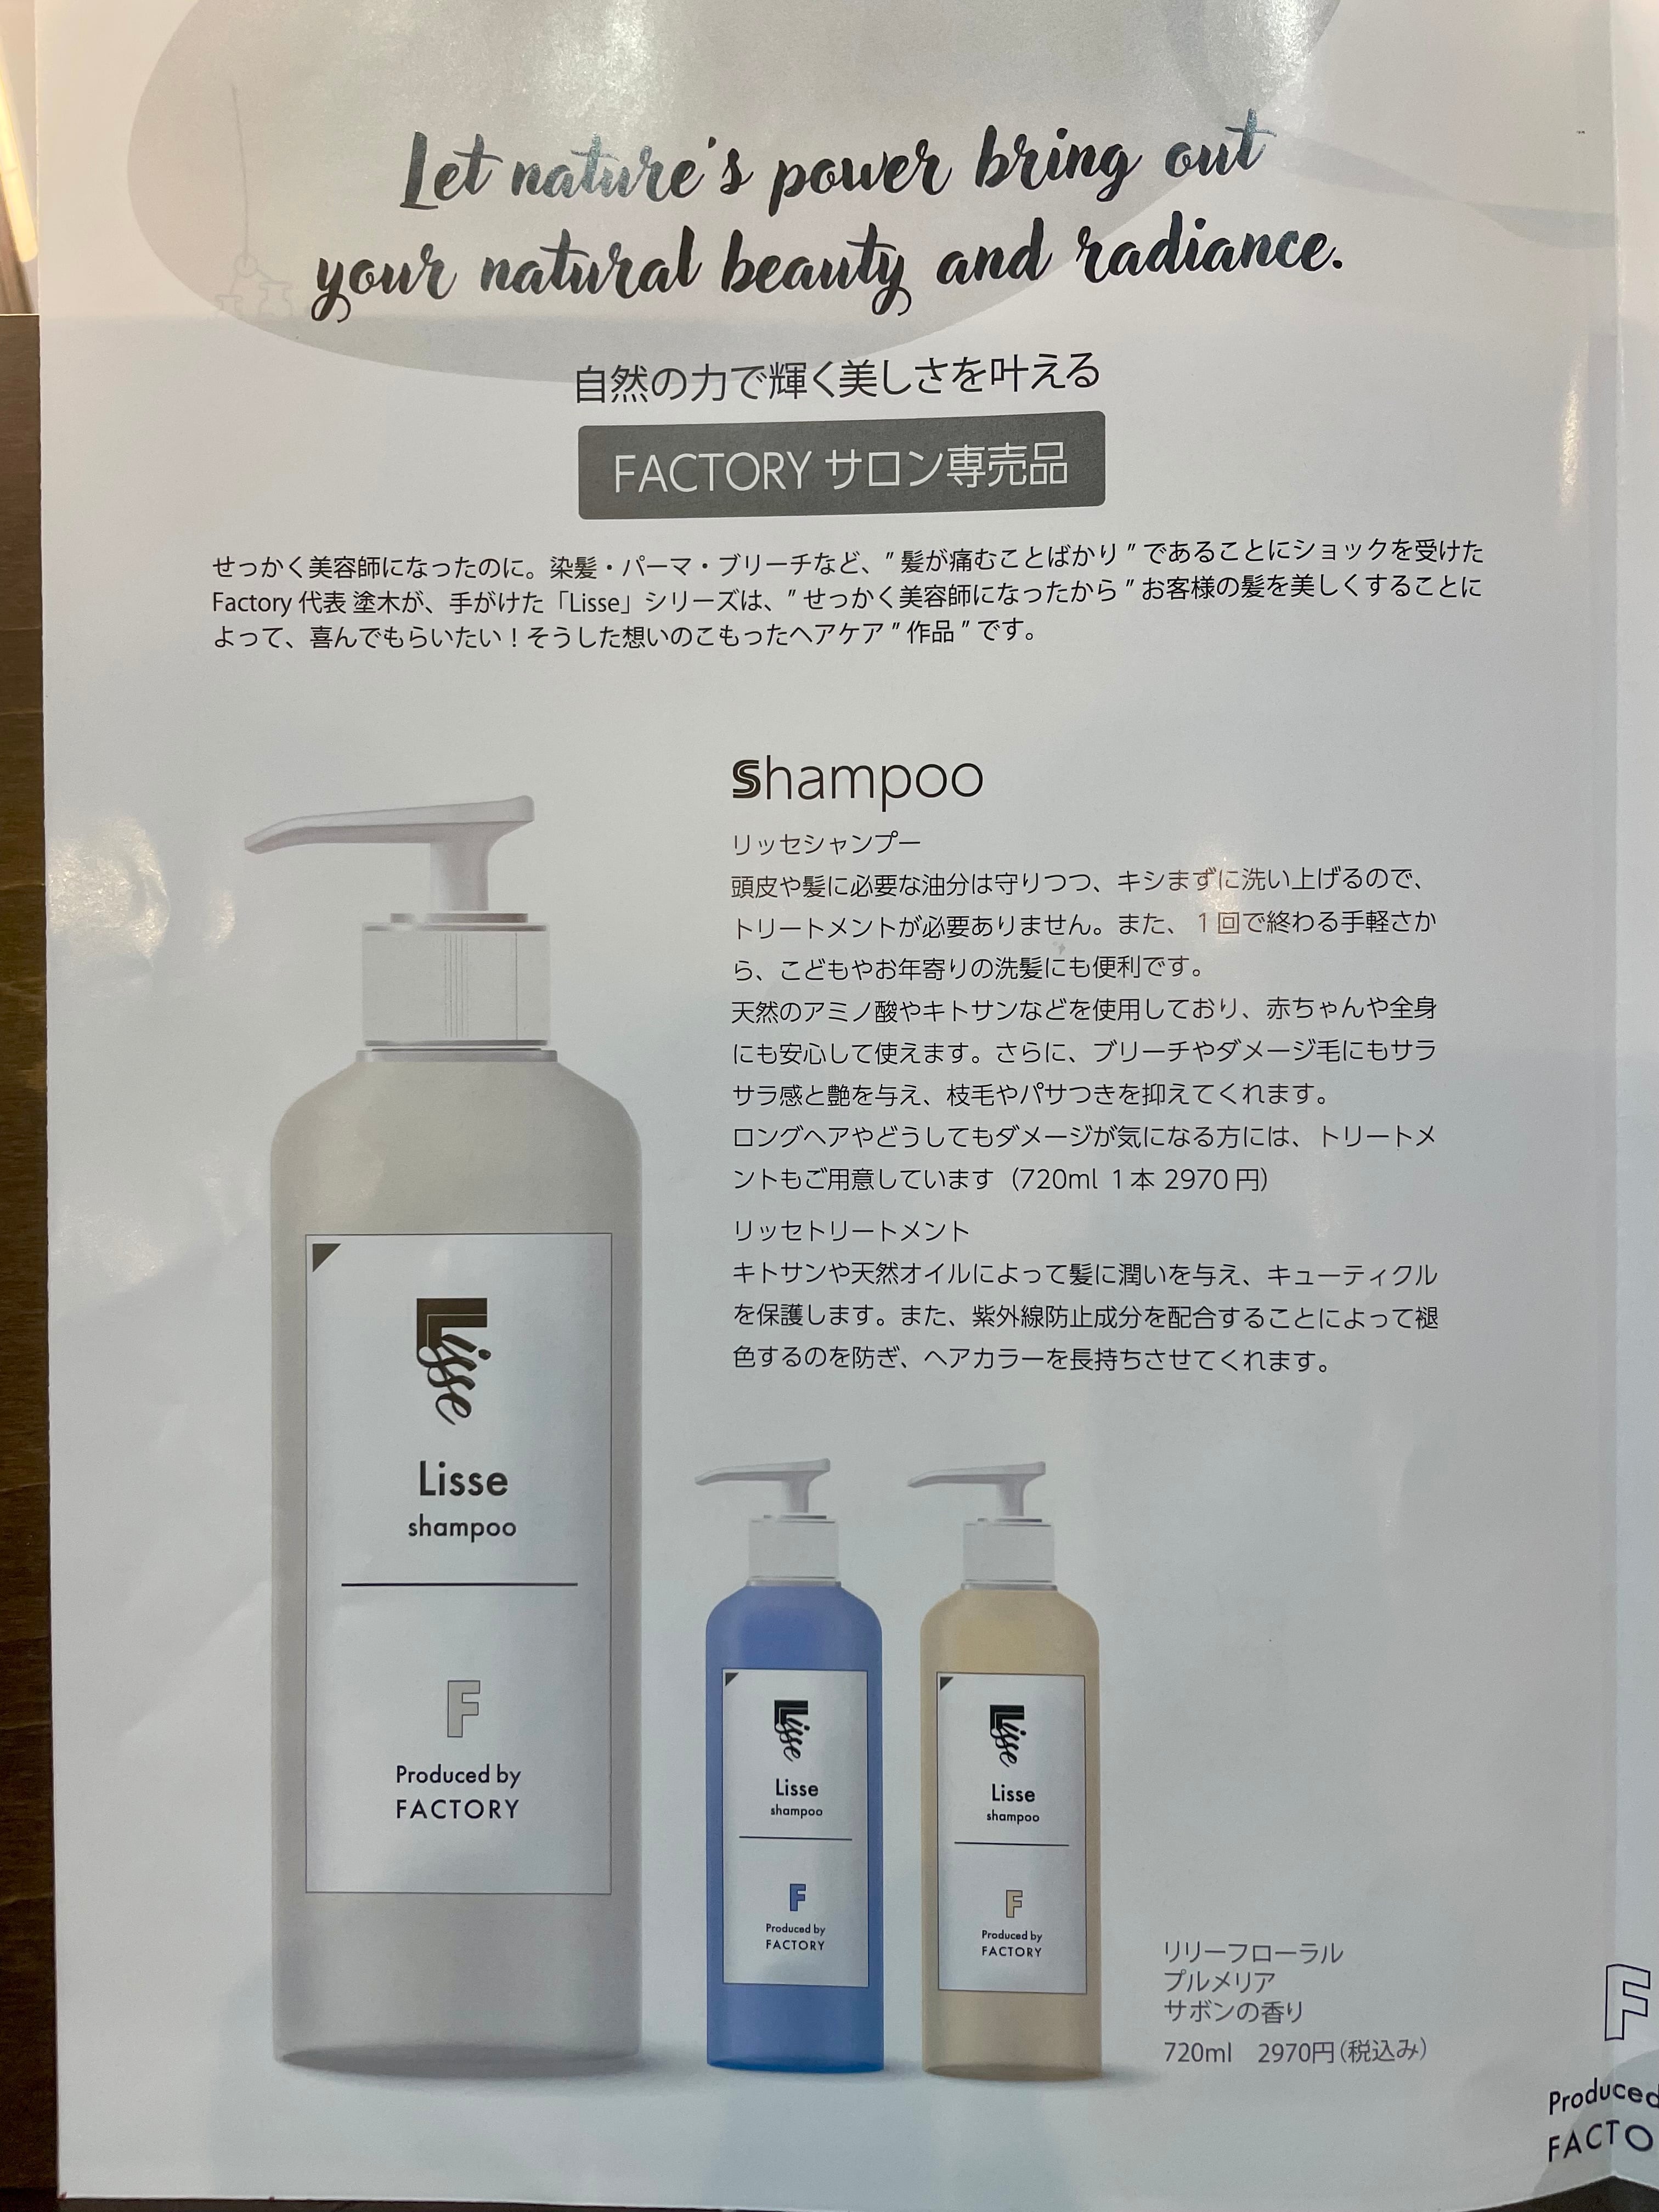 Let nature's power bring out
your natural beauty and radiance.
自然の力で輝く美しさを叶える
FACTORY サロン専売品
せっかく美容師になったのに。染髪・パーマ・ブリーチなど、" 髪が痛むことばかり " であることにショックを受けた
Factory 代表 塗木が、手がけた「Lisse」シリーズは、" せっかく美容師になったから " お客様の髪を美しくすることに
よって、喜んでもらいたい！そうした想いのこもったヘアケア " 作品 " です。
Shampoo
リッセシャンプー
頭皮や髪に必要な油分は守りつつ、キシまずに洗い上げるので、
トリートメントが必要ありません。また、１回で終わる手軽さか
ら、こどもやお年寄りの洗髪にも便利です。
天然のアミノ酸やキトサンなどを使用しており、赤ちゃんや全身
にも安心して使えます。さらに、ブリーチやダメージ毛にもサラ
サラ感と艶を与え、枝毛やパサつきを抑えてくれます。
ロングヘアやどうしてもダメージが気になる方には、トリートメ
ントもご用意しています（720ml １本 2970 円）
リッセトリートメント
キトサンや天然オイルによって髪に潤いを与え、キューティクル
を保護します。また、紫外線防止成分を配合することによって褪
色するのを防ぎ、ヘアカラーを長持ちさせてくれます。
Lisse
Lisse
shampoo
F
Produced by
FACTORY
Lisse
Lisse
shampoo
F
Produced by
FACTORY
Lisse
Lisse
shampoo
F
Produced by
FACTORY
リリーフローラル
プルメリア
サボンの香り
720ml　2970円（税込み）
F
Produced
FACTO